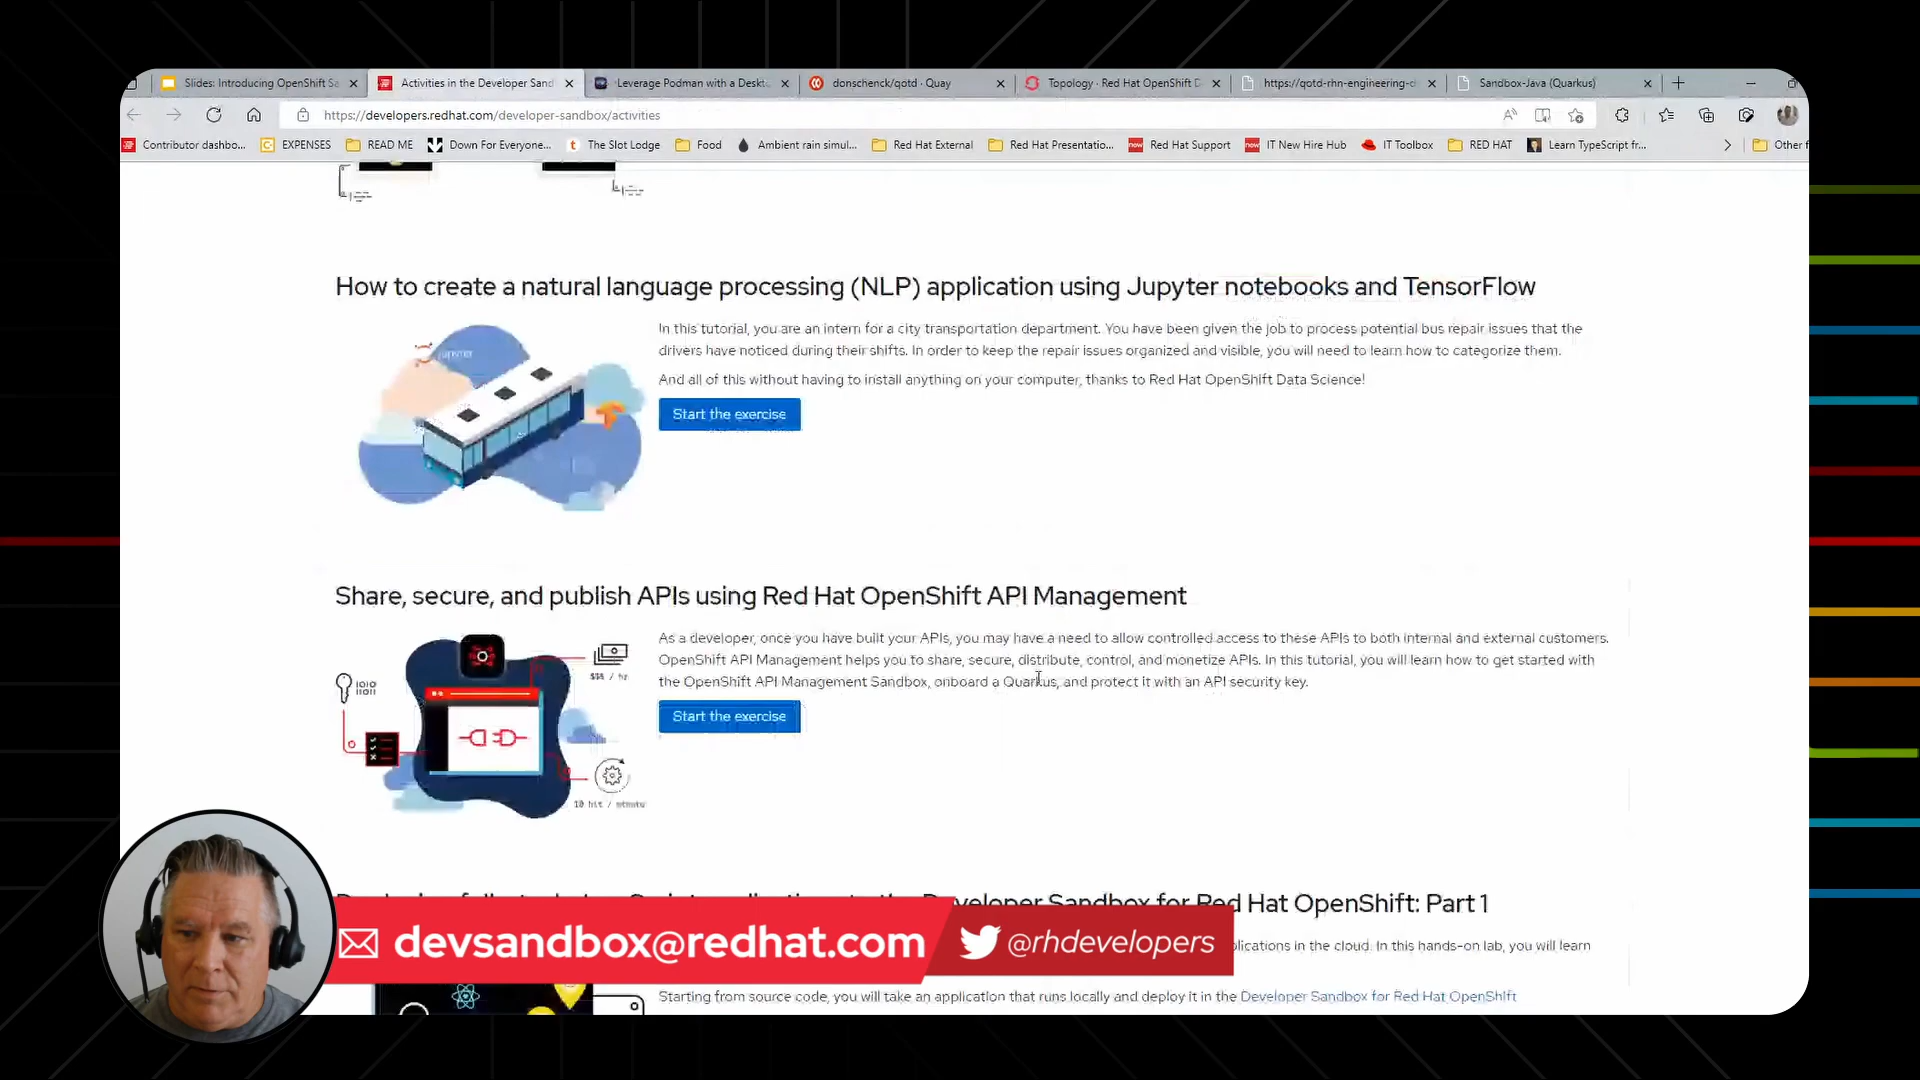 Slides: Introducing OpenShift Sa
Activities in the Developer Sand
Leverage Podman with a Deskto
donschenck/qotd · Quay
Topology · Red Hat OpenShift D
https://qotd-rhn-engineering-d
Sandbox-Java (Quarkus)
https://developers.redhat.com/developer-sandbox/activities
Contributor dashbo...
EXPENSES
READ ME
Down For Everyone...
The Slot Lodge
Food
Ambient rain simul...
Red Hat External
Red Hat Presentatio...
Red Hat Support
IT New Hire Hub
IT Toolbox
RED HAT
Learn TypeScript fr...
Other f
How to create a natural language processing (NLP) application using Jupyter notebooks and TensorFlow
jupyter
In this tutorial, you are an intern for a city transportation department. You have been given the job to process potential bus repair issues that the
drivers have noticed during their shifts. In order to keep the repair issues organized and visible, you will need to learn how to categorize them.
And all of this without having to install anything on your computer, thanks to Red Hat OpenShift Data Science!
Start the exercise
Share, secure, and publish APIs using Red Hat OpenShift API Management
As a developer, once you have built your APIs, you may have a need to allow controlled access to these APIs to both internal and external customers.
OpenShift API Management helps you to share, secure, distribute, control, and monetize APIs. In this tutorial, you will learn how to get started with
the OpenShift API Management Sandbox, onboard a Quarkus, and protect it with an API security key.
Start the exercise
$$$ / hr
10 hit / minute
Developer Sandbox for Red Hat OpenShift: Part 1
plications in the cloud. In this hands-on lab, you will learn
devsandbox@redhat.com
@rhdevelopers
Starting from source code, you will take an application that runs locally and deploy it in the Developer Sandbox for Red Hat OpenShift